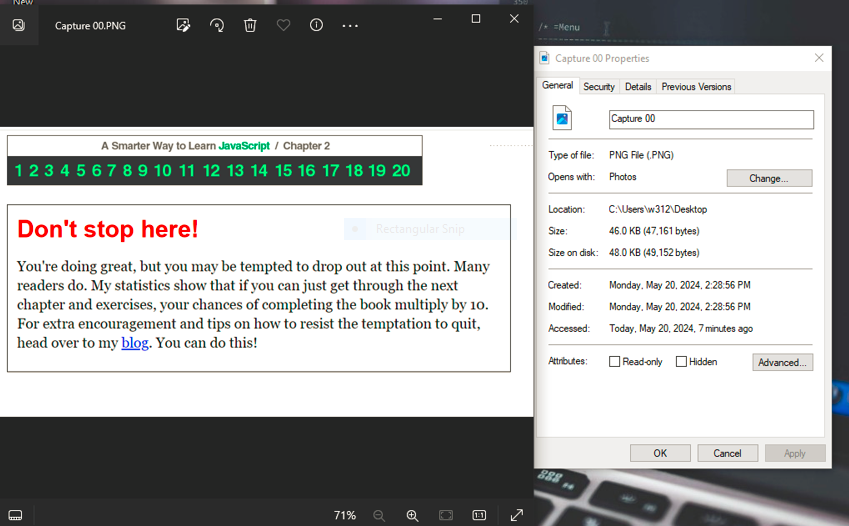 New
350
Capture 00.PNG
A Smarter Way to Learn JavaScript / Chapter 2
1 2 3 4 5 6 7 8 9 10 11 12 13 14 15 16 17 18 19 20
Don't stop here!
Rectangular Snip
You're doing great, but you may be tempted to drop out at this point. Many
readers do. My statistics show that if you can just get through the next
chapter and exercises, your chances of completing the book multiply by 10.
For extra encouragement and tips on how to resist the temptation to quit,
head over to my blog. You can do this!
71%
1:1
/* =Menu
Capture 00 Properties
General Security Details Previous Versions
Capture 00
Type of file: PNG File (.PNG)
Opens with: Photos Change...
Location: C:\Users\w312\Desktop
Size: 46.0 KB (47,161 bytes)
Size on disk: 48.0 KB (49,152 bytes)
Created: Monday, May 20, 2024, 2:28:56 PM
Modified: Monday, May 20, 2024, 2:28:56 PM
Accessed: Today, May 20, 2024, 7 minutes ago
Attributes: Read-only Hidden Advanced...
OK Cancel Apply